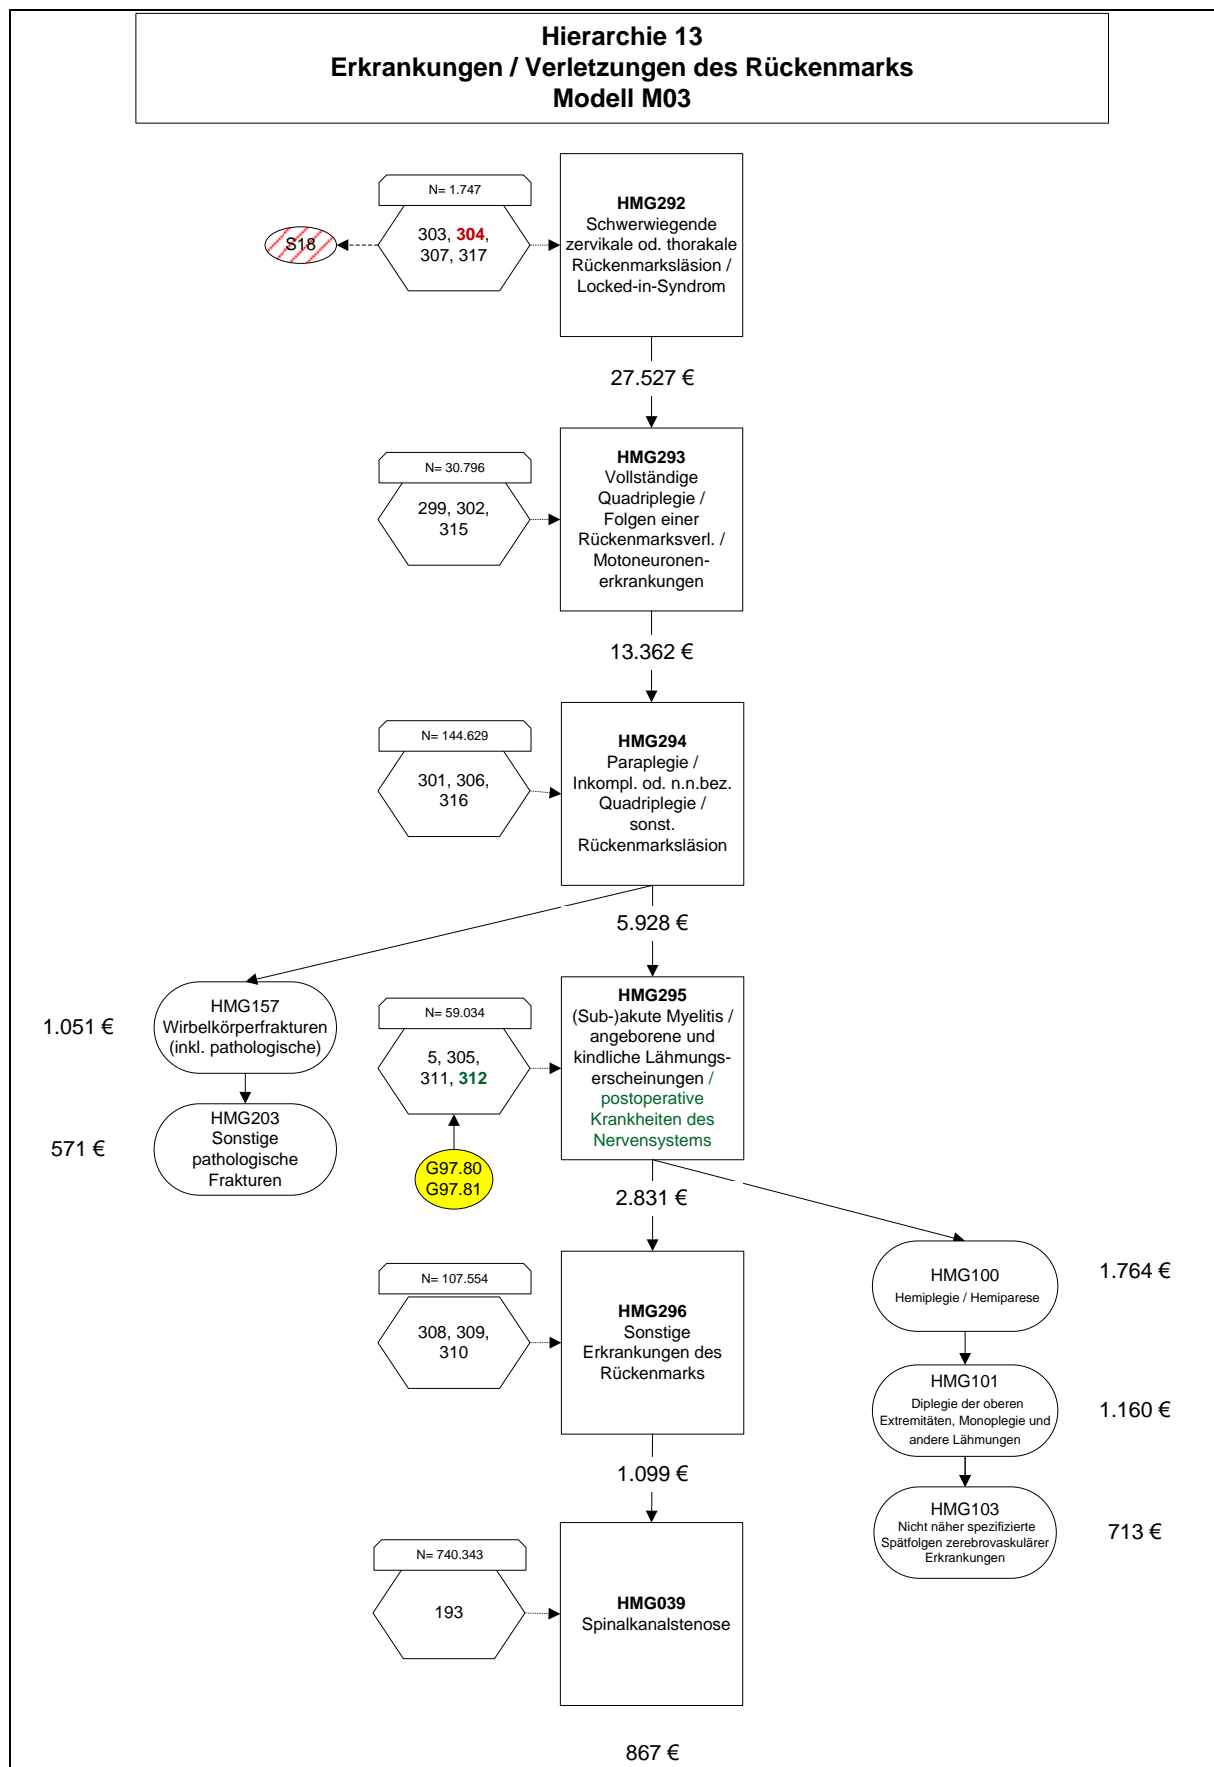 Hierarchie 13
Erkrankungen / Verletzungen des Rückenmarks
Modell M03
N= 1.747
303, 304,
307, 317
S18
HMG292
Schwerwiegende
zervikale od. thorakale
Rückenmarksläsion /
Locked-in-Syndrom
27.527 €
N= 30.796
299, 302,
315
HMG293
Vollständige
Quadriplegie /
Folgen einer
Rückenmarksverl. /
Motoneuronen-
erkrankungen
13.362 €
N= 144.629
301, 306,
316
HMG294
Paraplegie /
Inkompl. od. n.n.bez.
Quadriplegie /
sonst.
Rückenmarksläsion
5.928 €
1.051 €
HMG157
Wirbelkörperfrakturen
(inkl. pathologische)
571 €
HMG203
Sonstige
pathologische
Frakturen
N= 59.034
5, 305,
311, 312
G97.80
G97.81
HMG295
(Sub-)akute Myelitis /
angeborene und
kindliche Lähmungs-
erscheinungen /
postoperative
Krankheiten des
Nervensystems
2.831 €
HMG100
Hemiplegie / Hemiparese
1.764 €
HMG101
Diplegie der oberen
Extremitäten, Monoplegie und
andere Lähmungen
1.160 €
HMG103
Nicht näher spezifizierte
Spätfolgen zerebrovaskulärer
Erkrankungen
713 €
N= 107.554
308, 309,
310
HMG296
Sonstige
Erkrankungen des
Rückenmarks
1.099 €
N= 740.343
193
HMG039
Spinalkanalstenose
867 €